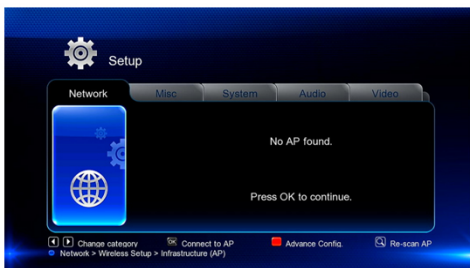 Setup
Network Misc System Audio Video
No AP found.
Press OK to continue.
Change category OK Connect to AP Advance Config. Re-scan AP
Network > Wireless Setup > Infrastructure (AP)